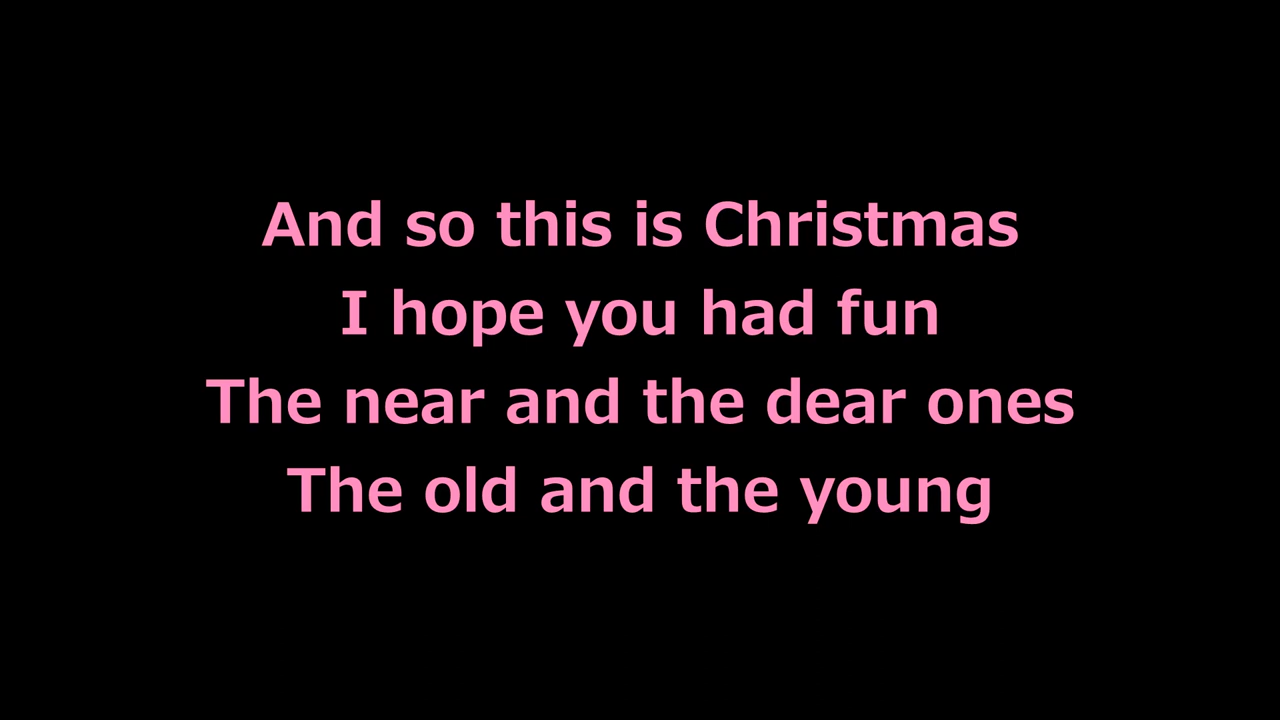 And so this is Christmas
I hope you had fun
The near and the dear ones
The old and the young